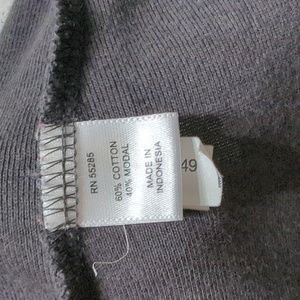 RN 55285
60% COTTON
40% MODAL
MADE IN
INDONESIA
49